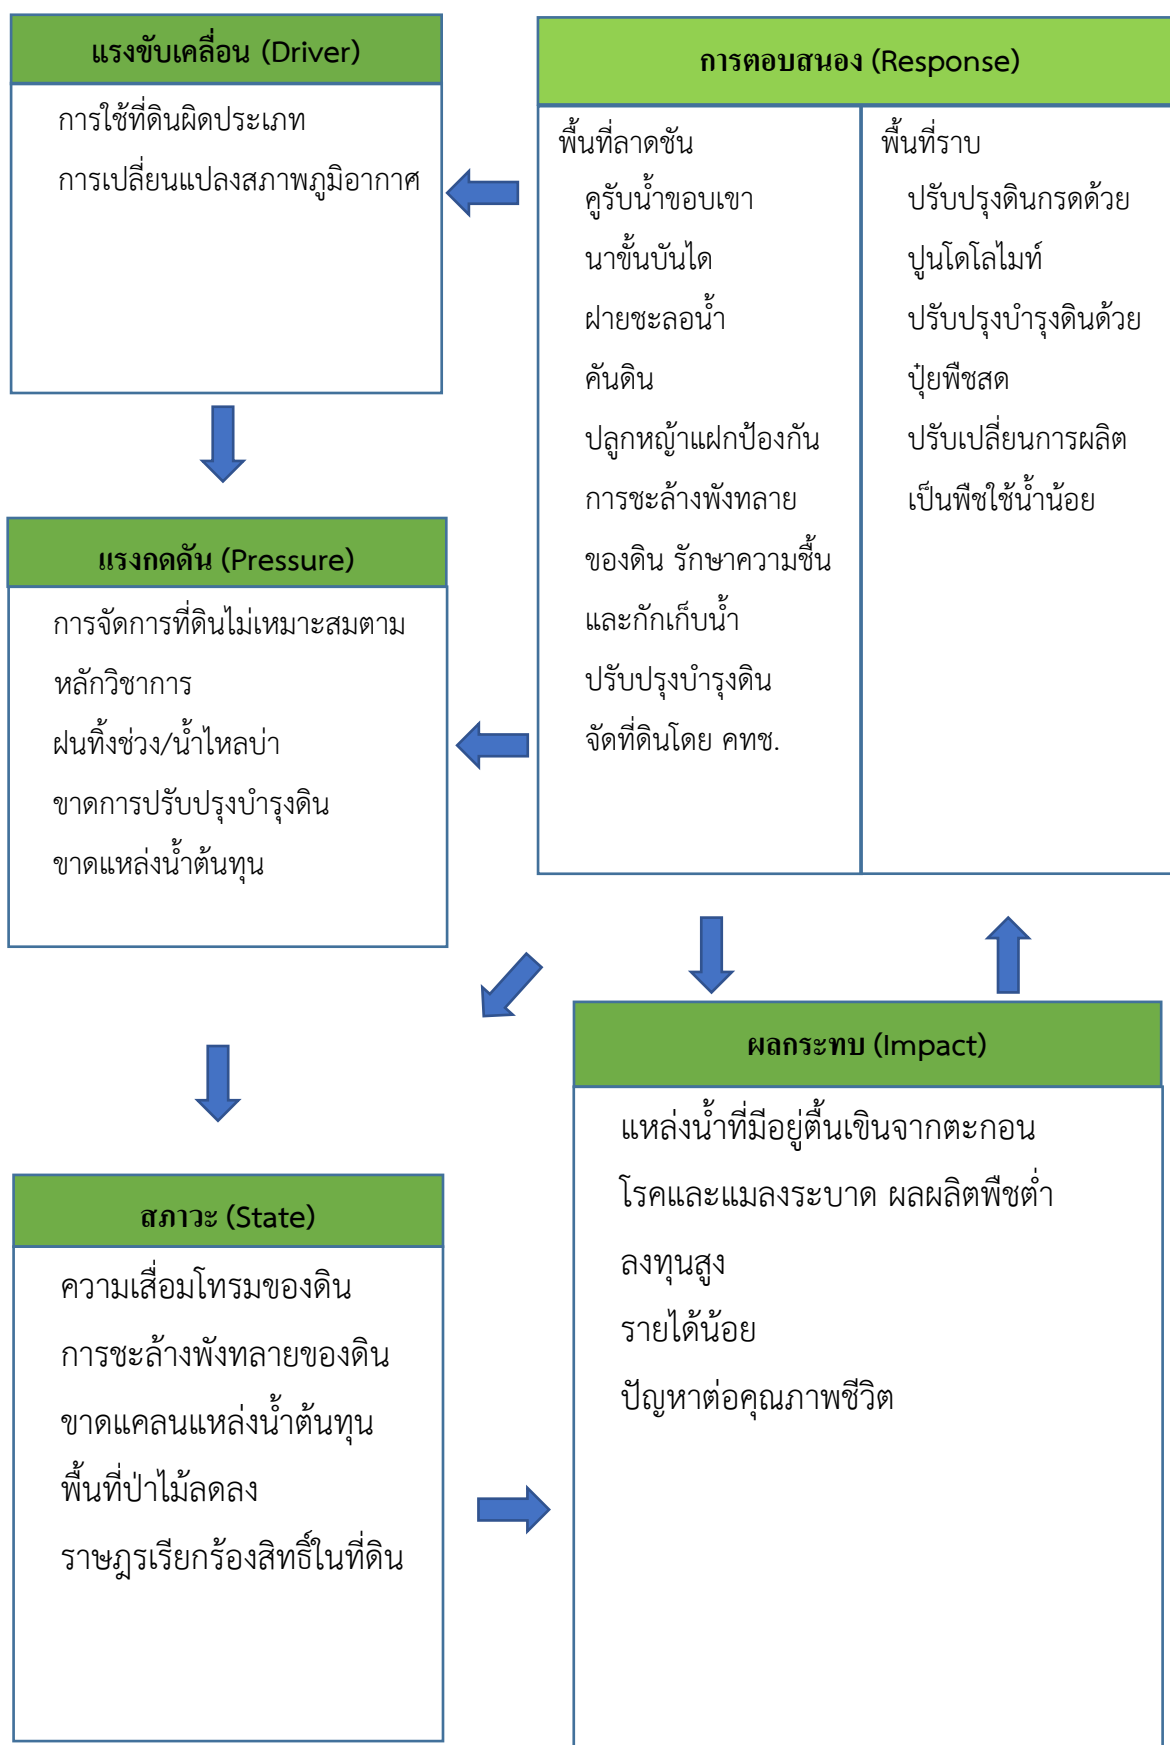 แรงขับเคลื่อน (Driver)
การใช้ที่ดินผิดประเภท
การเปลี่ยนแปลงสภาพภูมิอากาศ
การตอบสนอง (Response)
พื้นที่ลาดชัน
คูรับน้ำขอบเขา
นาขั้นบันได
ฝายชะลอน้ำ
คันดิน
ปลูกหญ้าแฝกป้องกัน
การชะล้างพังทลาย
ของดิน รักษาความชื้น
และกักเก็บน้ำ
ปรับปรุงบำรุงดิน
จัดที่ดินโดย คทช.
พื้นที่ราบ
ปรับปรุงดินกรดด้วย
ปูนโดโลไมท์
ปรับปรุงบำรุงดินด้วย
ปุ๋ยพืชสด
ปรับเปลี่ยนการผลิต
เป็นพืชใช้น้ำน้อย
แรงกดดัน (Pressure)
การจัดการที่ดินไม่เหมาะสมตาม
หลักวิชาการ
ฝนทิ้งช่วง/น้ำไหลบ่า
ขาดการปรับปรุงบำรุงดิน
ขาดแหล่งน้ำต้นทุน
สภาวะ (State)
ความเสื่อมโทรมของดิน
การชะล้างพังทลายของดิน
ขาดแคลนแหล่งน้ำต้นทุน
พื้นที่ป่าไม้ลดลง
ราษฎรเรียกร้องสิทธิ์ในที่ดิน
ผลกระทบ (Impact)
แหล่งน้ำที่มีอยู่ตื้นเขินจากตะกอน
โรคและแมลงระบาด ผลผลิตพืชต่ำ
ลงทุนสูง
รายได้น้อย
ปัญหาต่อคุณภาพชีวิต